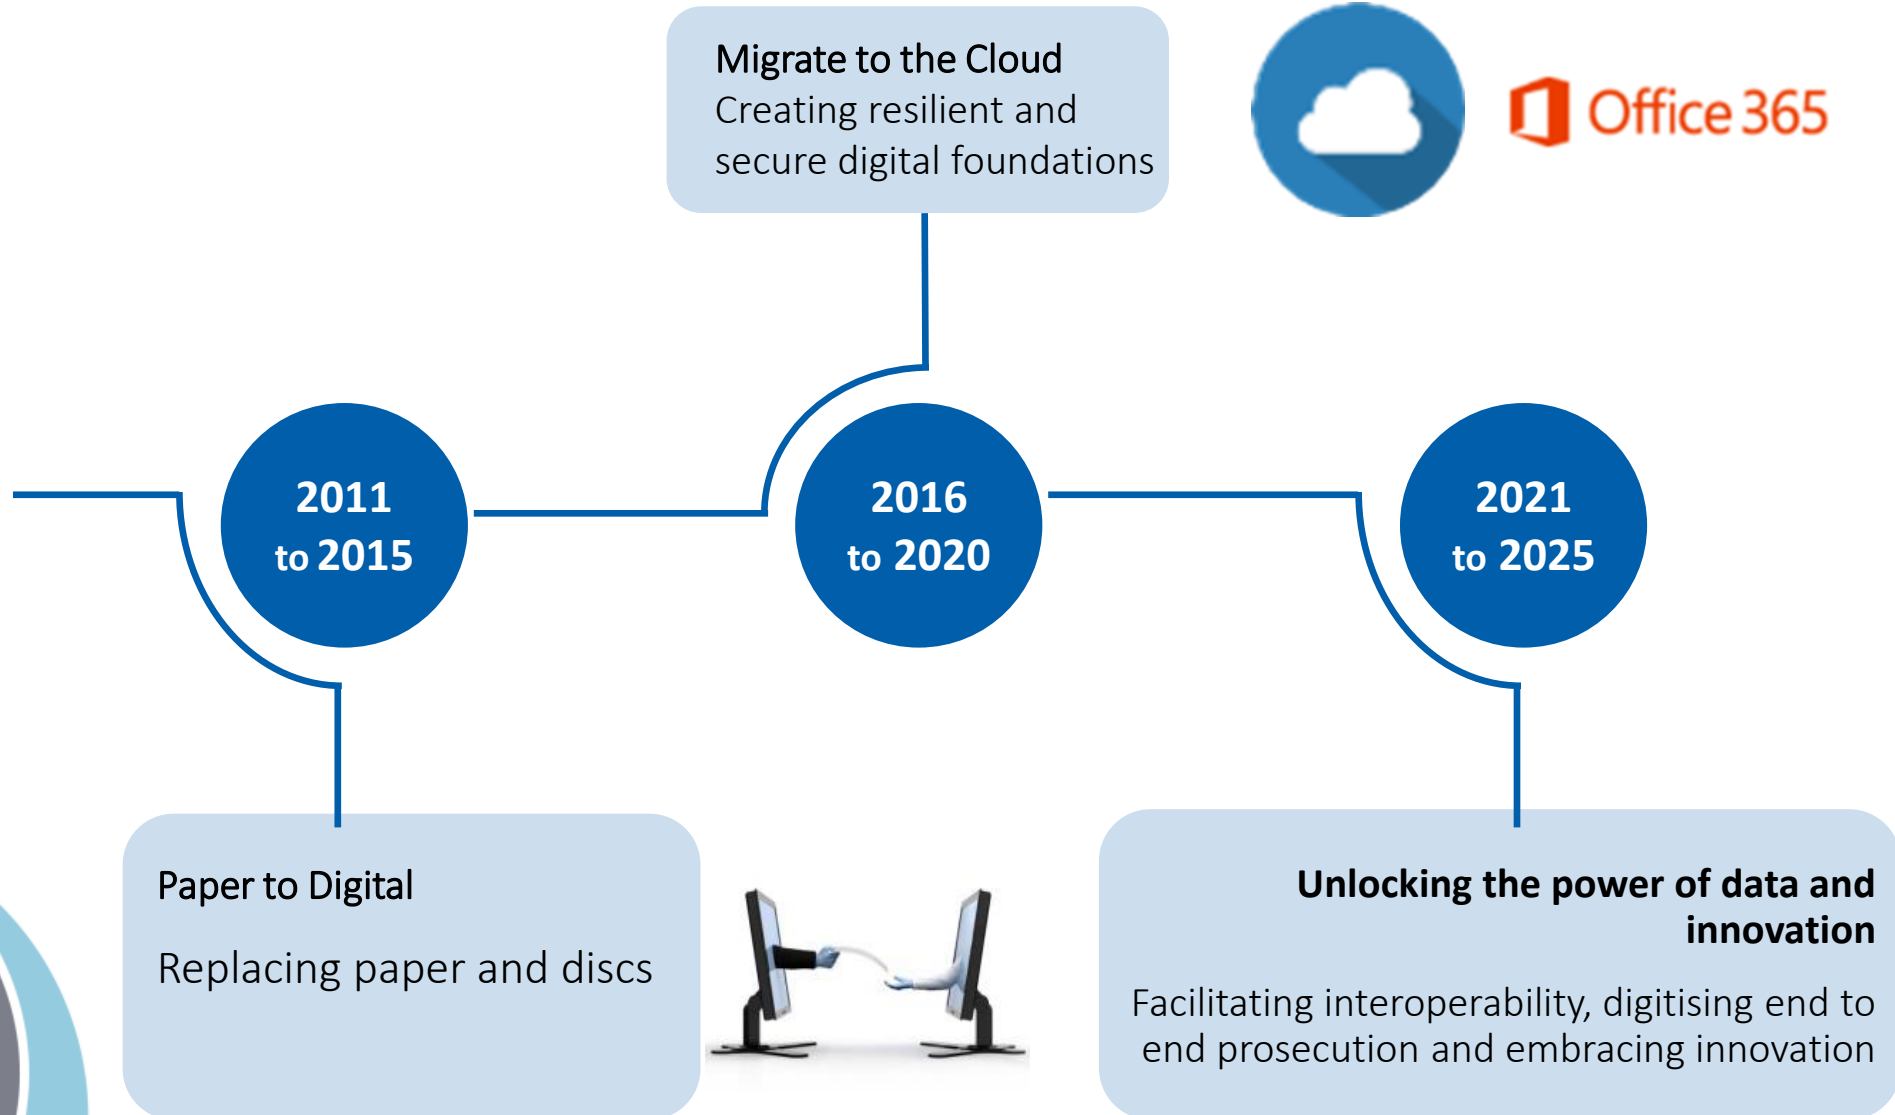 Migrate to the Cloud
Creating resilient and
secure digital foundations
Office 365
2011
to 2015
2016
to 2020
2021
to 2025
Paper to Digital
Replacing paper and discs
Unlocking the power of data and
innovation
Facilitating interoperability, digitising end to
end prosecution and embracing innovation